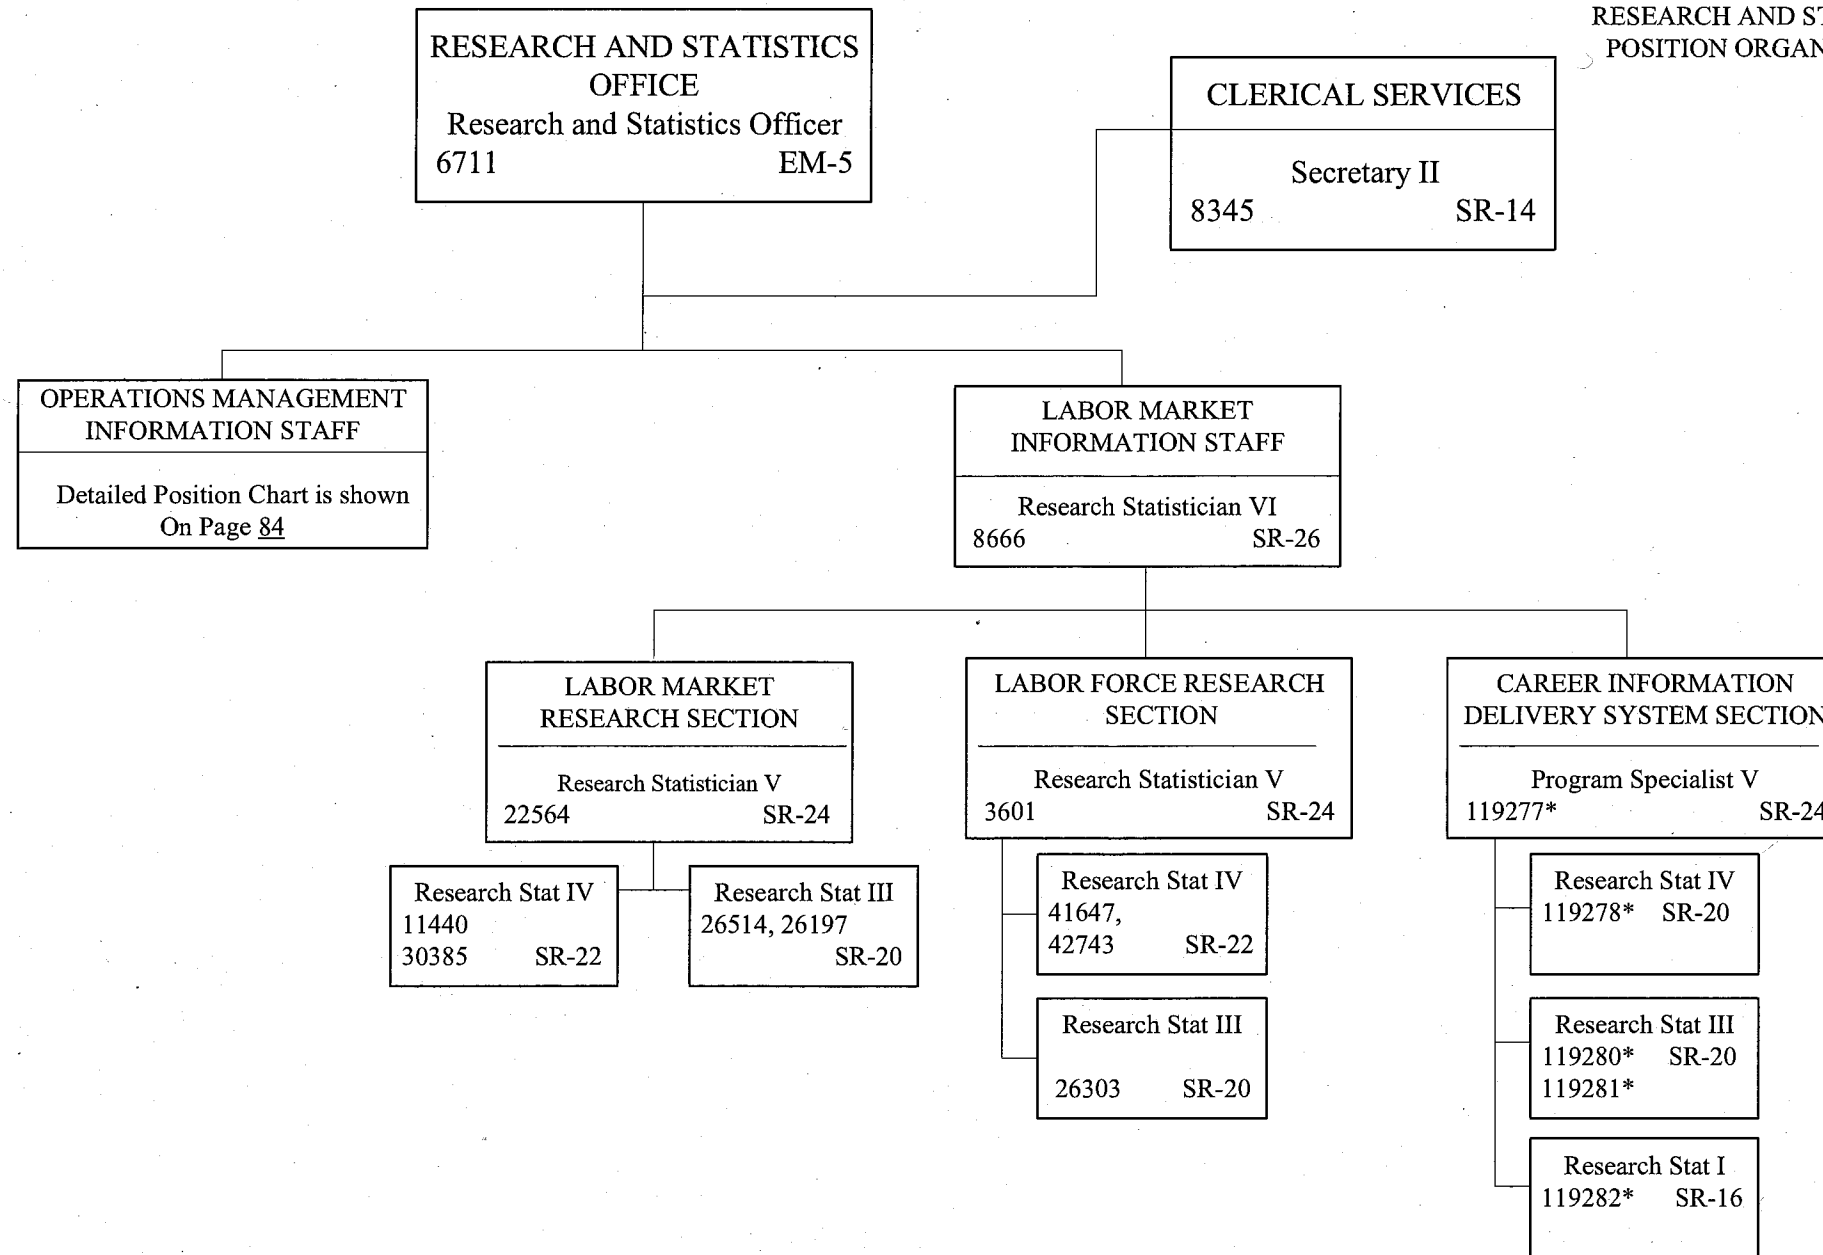 RESEARCH AND STATISTICS
OFFICE
Research and Statistics Officer
6711 EM-5
RESEARCH AND ST
POSITION ORGAN
CLERICAL SERVICES
Secretary II
8345 SR-14
OPERATIONS MANAGEMENT
INFORMATION STAFF
Detailed Position Chart is shown
On Page 84
LABOR MARKET
INFORMATION STAFF
Research Statistician VI
8666 SR-26
LABOR MARKET
RESEARCH SECTION
Research Statistician V
22564 SR-24
Research Stat IV
11440
30385 SR-22
Research Stat III
26514, 26197
SR-20
LABOR FORCE RESEARCH
SECTION
Research Statistician V
3601 SR-24
Research Stat IV
41647,
42743 SR-22
Research Stat III
26303 SR-20
CAREER INFORMATION
DELIVERY SYSTEM SECTION
Program Specialist V
119277* SR-24
Research Stat IV
119278* SR-20
Research Stat III
119280* SR-20
119281*
Research Stat I
119282* SR-16